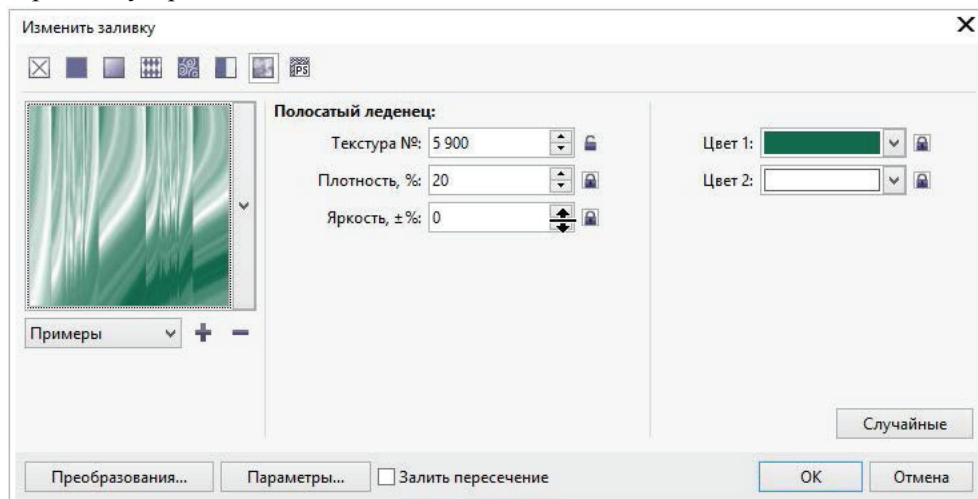 Изменить заливку
PS
Полосатый леденец:
Текстура №: 5 900
Цвет 1:
Плотность, %: 20
Цвет 2:
Яркость, ±%: 0
Примеры
Случайные
Преобразования... Параметры... Залить пересечение OK Отмена